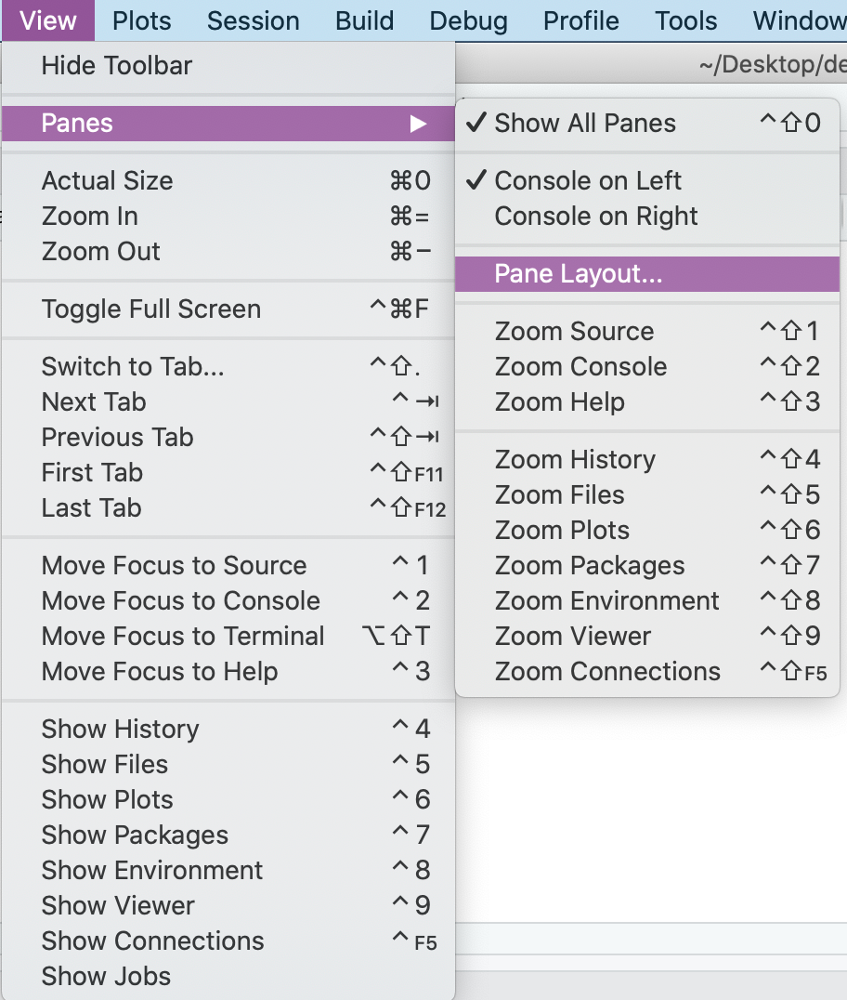 View Plots Session Build Debug Profile Tools Window
~/Desktop/de
Hide Toolbar
Panes ▶
Actual Size ⌘0
Zoom In ⌘=
Zoom Out ⌘−
Toggle Full Screen ^⌘F
Switch to Tab... ^⇧.
Next Tab ^⇥
Previous Tab ^⇧⇥
First Tab ^⇧F11
Last Tab ^⇧F12
Move Focus to Source ^1
Move Focus to Console ^2
Move Focus to Terminal ⌥⇧T
Move Focus to Help ^3
Show History ^4
Show Files ^5
Show Plots ^6
Show Packages ^7
Show Environment ^8
Show Viewer ^9
Show Connections ^F5
Show Jobs
✓ Show All Panes ^⇧0
✓ Console on Left
Console on Right
Pane Layout...
Zoom Source ^⇧1
Zoom Console ^⇧2
Zoom Help ^⇧3
Zoom History ^⇧4
Zoom Files ^⇧5
Zoom Plots ^⇧6
Zoom Packages ^⇧7
Zoom Environment ^⇧8
Zoom Viewer ^⇧9
Zoom Connections ^⇧F5